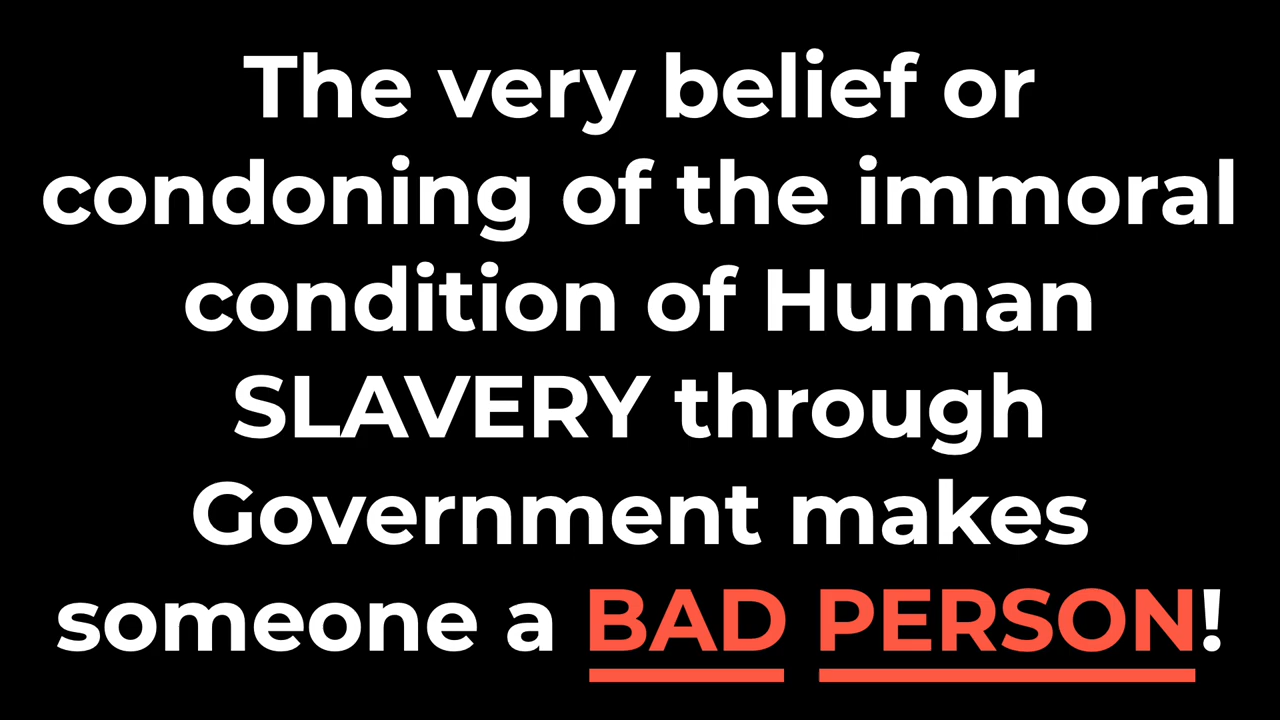 The very belief or
condoning of the immoral
condition of Human
SLAVERY through
Government makes
someone a BAD PERSON!